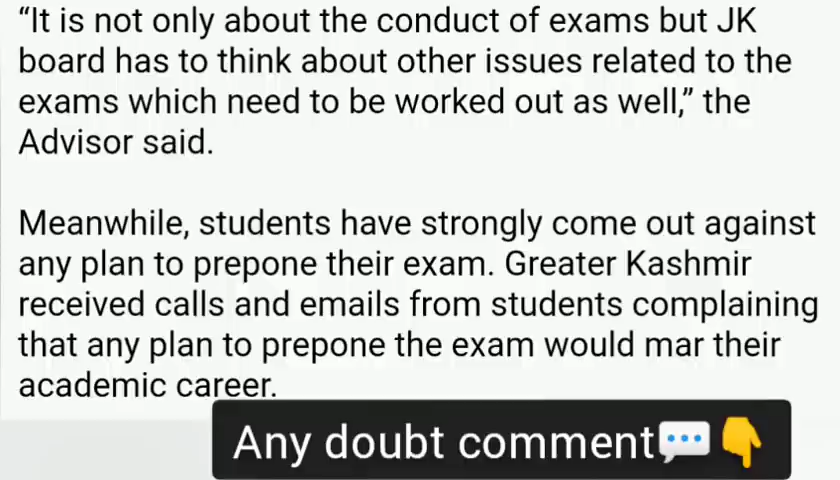 “It is not only about the conduct of exams but JK
board has to think about other issues related to the
exams which need to be worked out as well,” the
Advisor said.
Meanwhile, students have strongly come out against
any plan to prepone their exam. Greater Kashmir
received calls and emails from students complaining
that any plan to prepone the exam would mar their
academic career.
Any doubt comment💬👇